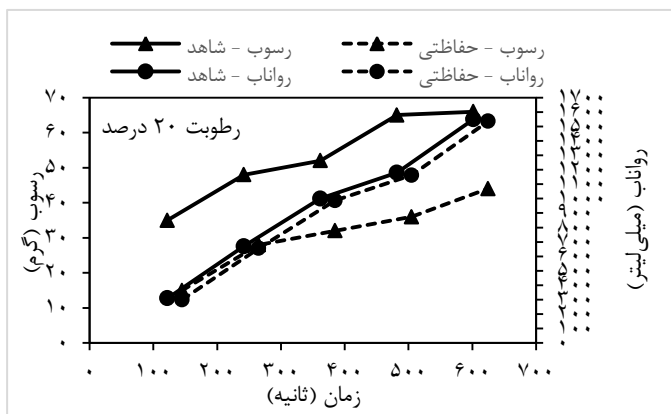 رسوب - حفاظتی    رسوب - شاهد
رواناب - حفاظتی    رواناب - شاهد
رطوبت ۲۰ درصد
رسوب (گرم)
۷۰
۶۰
۵۰
۴۰
۳۰
۲۰
۱۰
۰
رواناب (میلی‌لیتر)
۰ ۱۰۰ ۲۰۰ ۳۰۰ ۴۰۰ ۵۰۰ ۶۰۰ ۷۰۰
زمان (ثانیه)